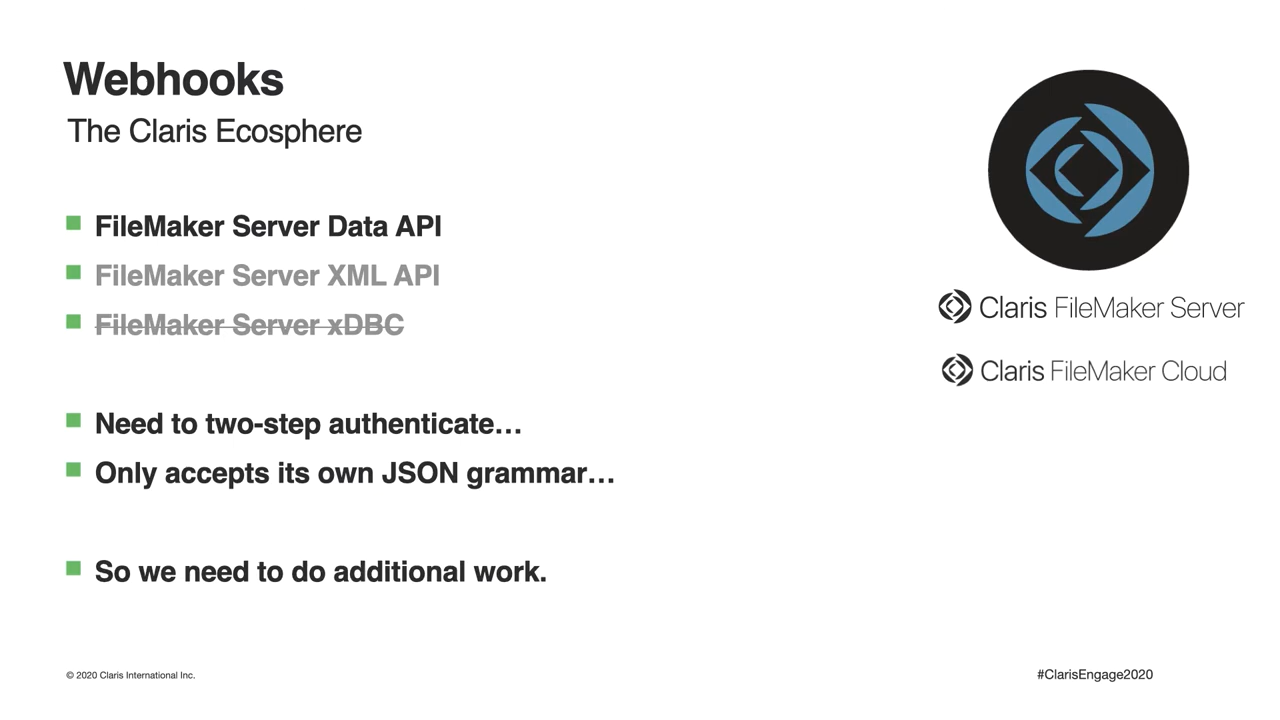 Webhooks
The Claris Ecosphere
FileMaker Server Data API
FileMaker Server XML API
FileMaker Server xDBC
Need to two-step authenticate…
Only accepts its own JSON grammar…
So we need to do additional work.
Claris FileMaker Server
Claris FileMaker Cloud
© 2020 Claris International Inc.
#ClarisEngage2020